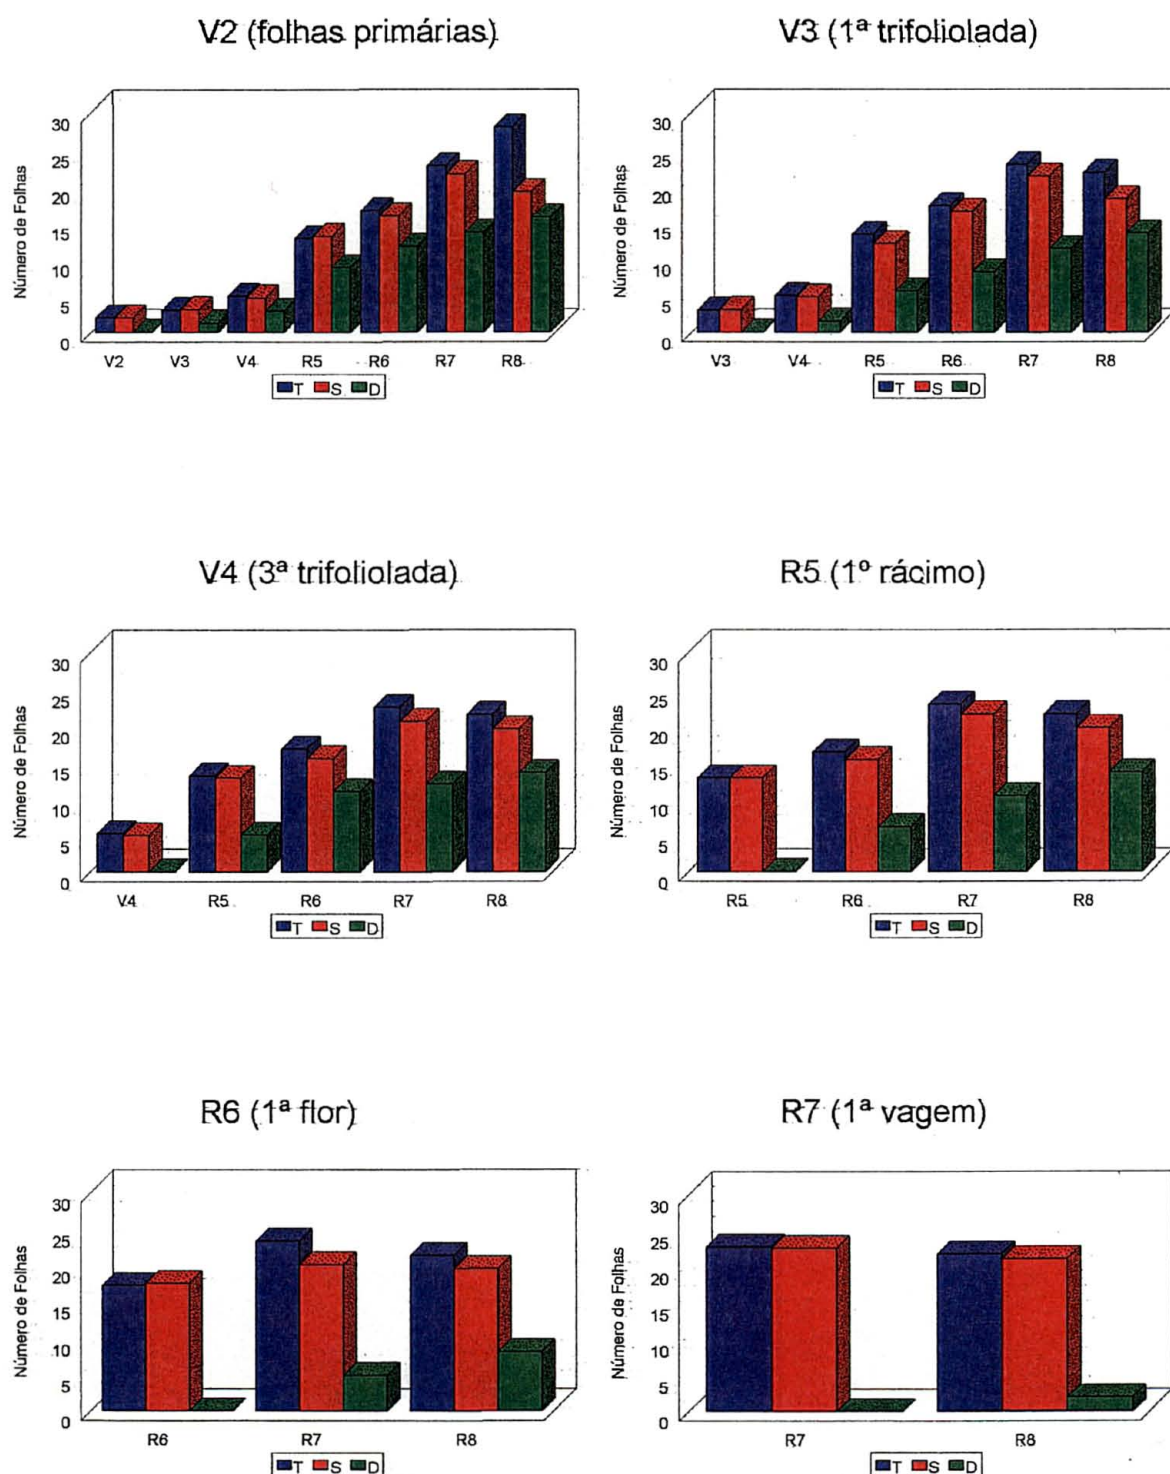 V2 (folhas primárias)
Número de Folhas
30
25
20
15
10
5
0
V2 V3 V4 R5 R6 R7 R8
T S D
V3 (1ª trifoliolada)
Número de Folhas
30
25
20
15
10
5
0
V3 V4 R5 R6 R7 R8
T S D
V4 (3ª trifoliolada)
Número de Folhas
30
25
20
15
10
5
0
V4 R5 R6 R7 R8
T S D
R5 (1º rácimo)
Número de Folhas
30
25
20
15
10
5
0
R5 R6 R7 R8
T S D
R6 (1ª flor)
Número de Folhas
30
25
20
15
10
5
0
R6 R7 R8
T S D
R7 (1ª vagem)
Número de Folhas
30
25
20
15
10
5
0
R7 R8
T S D